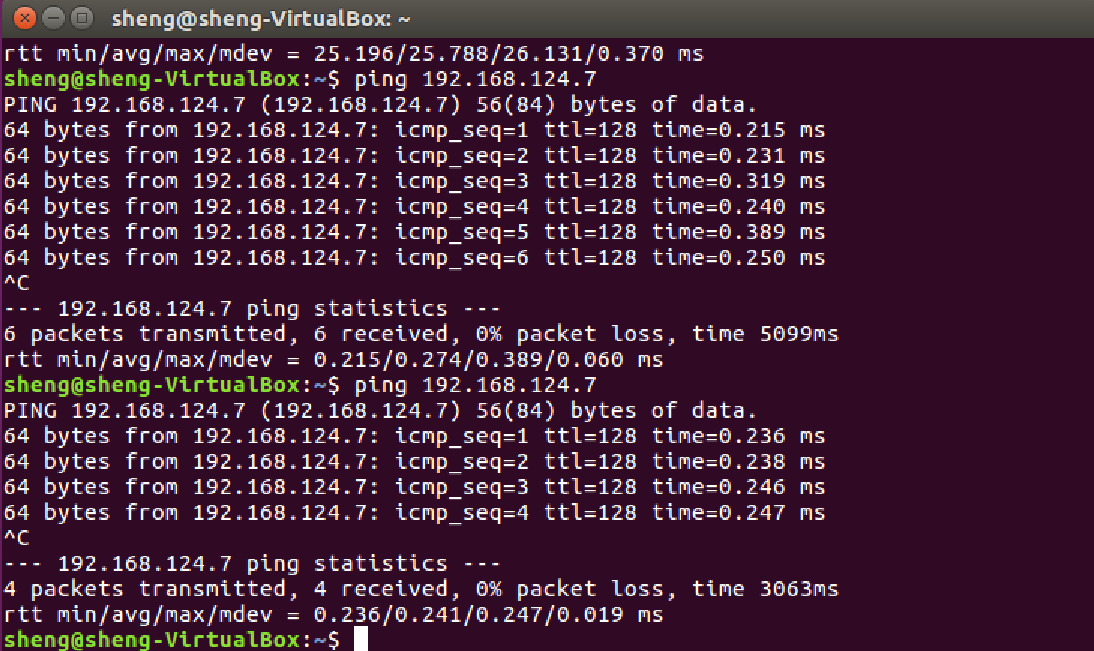 sheng@sheng-VirtualBox: ~
rtt min/avg/max/mdev = 25.196/25.788/26.131/0.370 ms
sheng@sheng-VirtualBox:~$ ping 192.168.124.7
PING 192.168.124.7 (192.168.124.7) 56(84) bytes of data.
64 bytes from 192.168.124.7: icmp_seq=1 ttl=128 time=0.215 ms
64 bytes from 192.168.124.7: icmp_seq=2 ttl=128 time=0.231 ms
64 bytes from 192.168.124.7: icmp_seq=3 ttl=128 time=0.319 ms
64 bytes from 192.168.124.7: icmp_seq=4 ttl=128 time=0.240 ms
64 bytes from 192.168.124.7: icmp_seq=5 ttl=128 time=0.389 ms
64 bytes from 192.168.124.7: icmp_seq=6 ttl=128 time=0.250 ms
^C
--- 192.168.124.7 ping statistics ---
6 packets transmitted, 6 received, 0% packet loss, time 5099ms
rtt min/avg/max/mdev = 0.215/0.274/0.389/0.060 ms
sheng@sheng-VirtualBox:~$ ping 192.168.124.7
PING 192.168.124.7 (192.168.124.7) 56(84) bytes of data.
64 bytes from 192.168.124.7: icmp_seq=1 ttl=128 time=0.236 ms
64 bytes from 192.168.124.7: icmp_seq=2 ttl=128 time=0.238 ms
64 bytes from 192.168.124.7: icmp_seq=3 ttl=128 time=0.246 ms
64 bytes from 192.168.124.7: icmp_seq=4 ttl=128 time=0.247 ms
^C
--- 192.168.124.7 ping statistics ---
4 packets transmitted, 4 received, 0% packet loss, time 3063ms
rtt min/avg/max/mdev = 0.236/0.241/0.247/0.019 ms
sheng@sheng-VirtualBox:~$